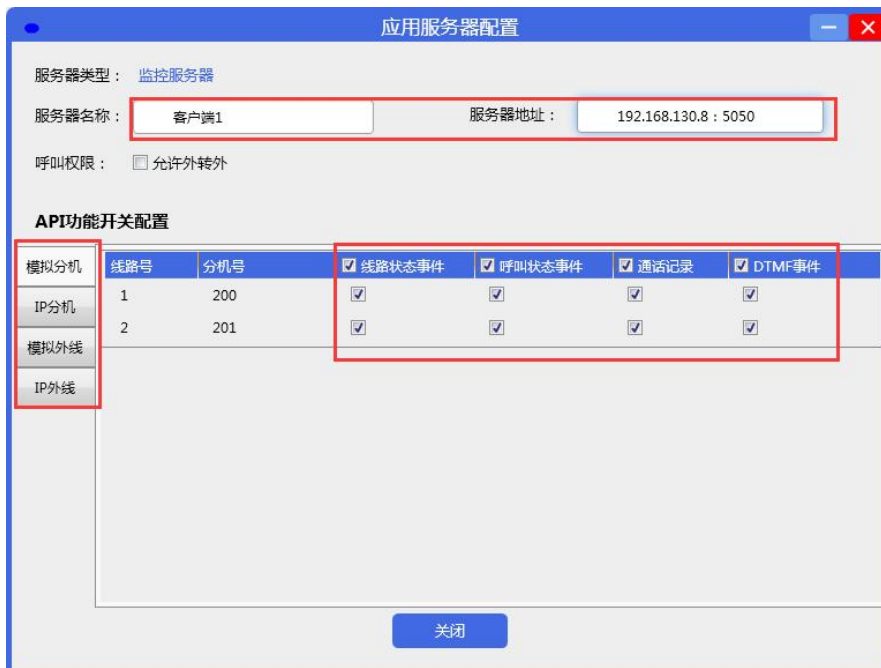 应用服务器配置
服务器类型： 监控服务器
服务器名称： 客户端1 服务器地址： 192.168.130.8：5050
呼叫权限： 允许外转外
API功能开关配置
模拟分机 线路号 分机号 线路状态事件 呼叫状态事件 通话记录 DTMF事件
1 200
IP分机
2 201
模拟外线
IP外线
关闭